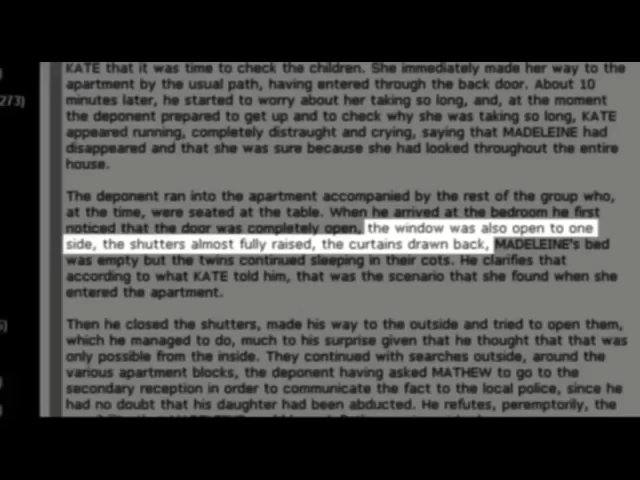 KATE that it was time to check the children. She immediately made her way to the
apartment by the usual path, having entered through the back door. About 10
273)
minutes later, he started to worry about her taking so long, and, at the moment
the deponent prepared to get up and to check why she was taking so long, KATE
appeared running, completely distraught and crying, saying that MADELEINE had
disappeared and that she was sure because she had looked throughout the entire
house.
The deponent ran into the apartment accompanied by the rest of the group who,
at the time, were seated at the table. When he arrived at the bedroom he first
noticed that the door was completely open, the window was also open to one
side, the shutters almost fully raised, the curtains drawn back, MADELEINE's bed
was empty but the twins continued sleeping in their cots. He clarifies that
according to what KATE told him, that was the scenario that she found when she
entered the apartment.
Then he closed the shutters, made his way to the outside and tried to open them,
which he managed to do, much to his surprise given that he thought that that was
only possible from the inside. They continued with searches outside, around the
various apartment blocks, the deponent having asked MATHEW to go to the
secondary reception in order to communicate the fact to the local police, since he
had no doubt that his daughter had been abducted. He refutes, peremptorily, the